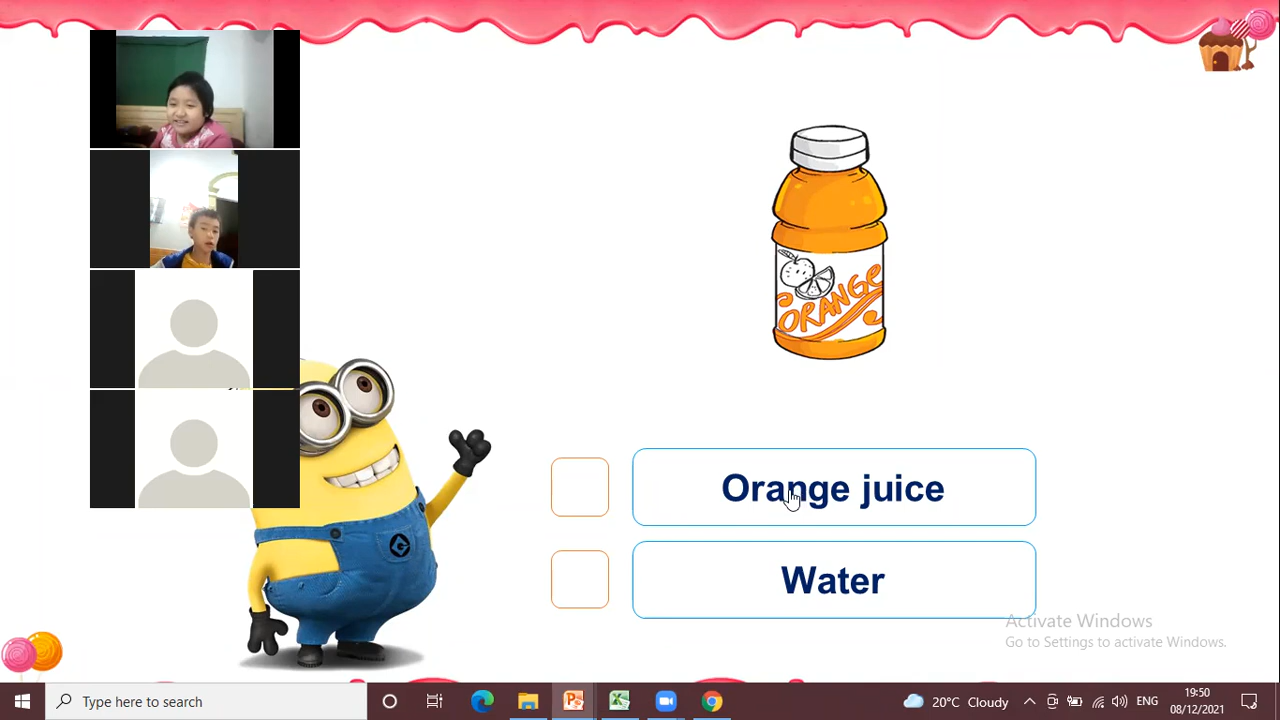 ORANGE
Orange juice
Water
Activate Windows
Go to Settings to activate Windows.
Type here to search
20°C Cloudy
ENG
19:50
08/12/2021